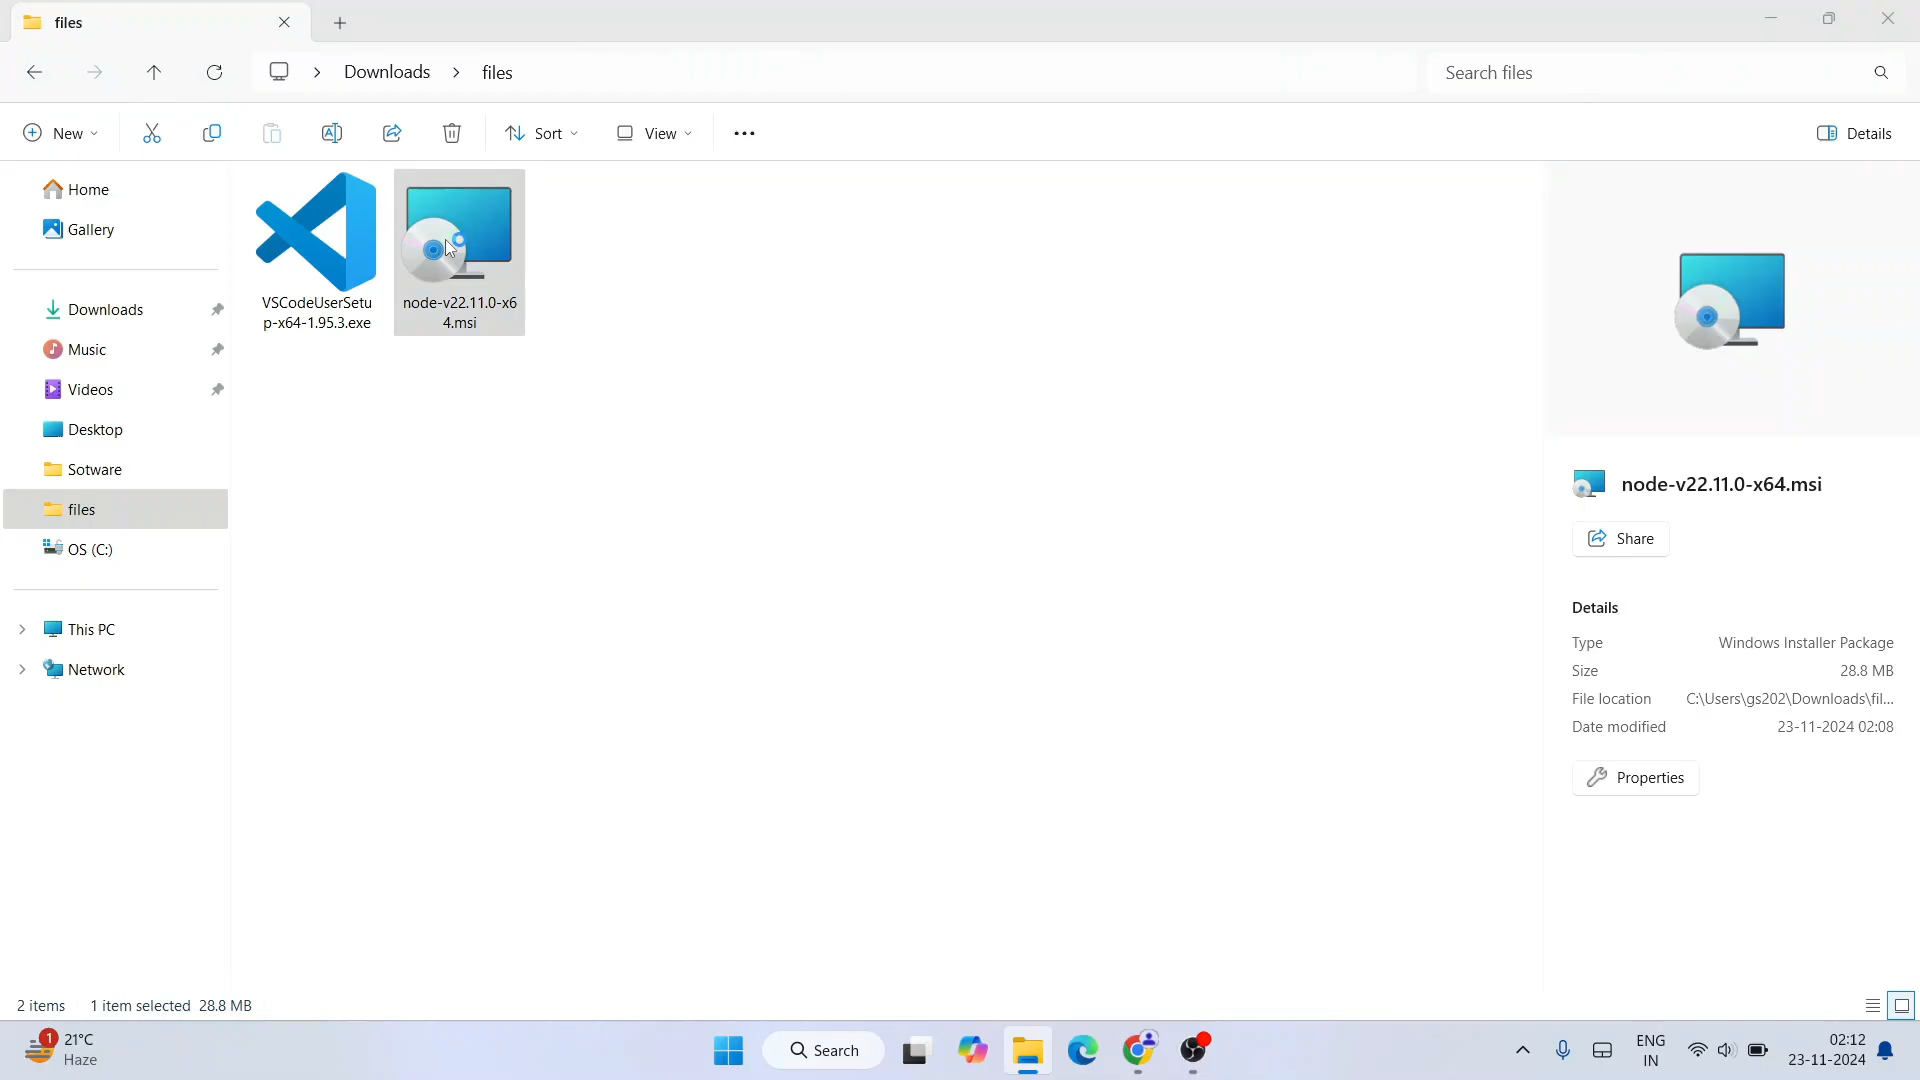 files
Downloads > files
Search files
New
Sort
View
Details
Home
Gallery
Downloads
Music
Videos
Desktop
Sotware
files
OS (C:)
This PC
Network
VSCodeUserSetu
p-x64-1.95.3.exe
node-v22.11.0-x6
4.msi
node-v22.11.0-x64.msi
Share
Details
Type Windows Installer Package
Size 28.8 MB
File location C:\Users\gs202\Downloads\fil...
Date modified 23-11-2024 02:08
Properties
2 items 1 item selected 28.8 MB
1
21°C
Haze
Search
ENG
IN
02:12
23-11-2024